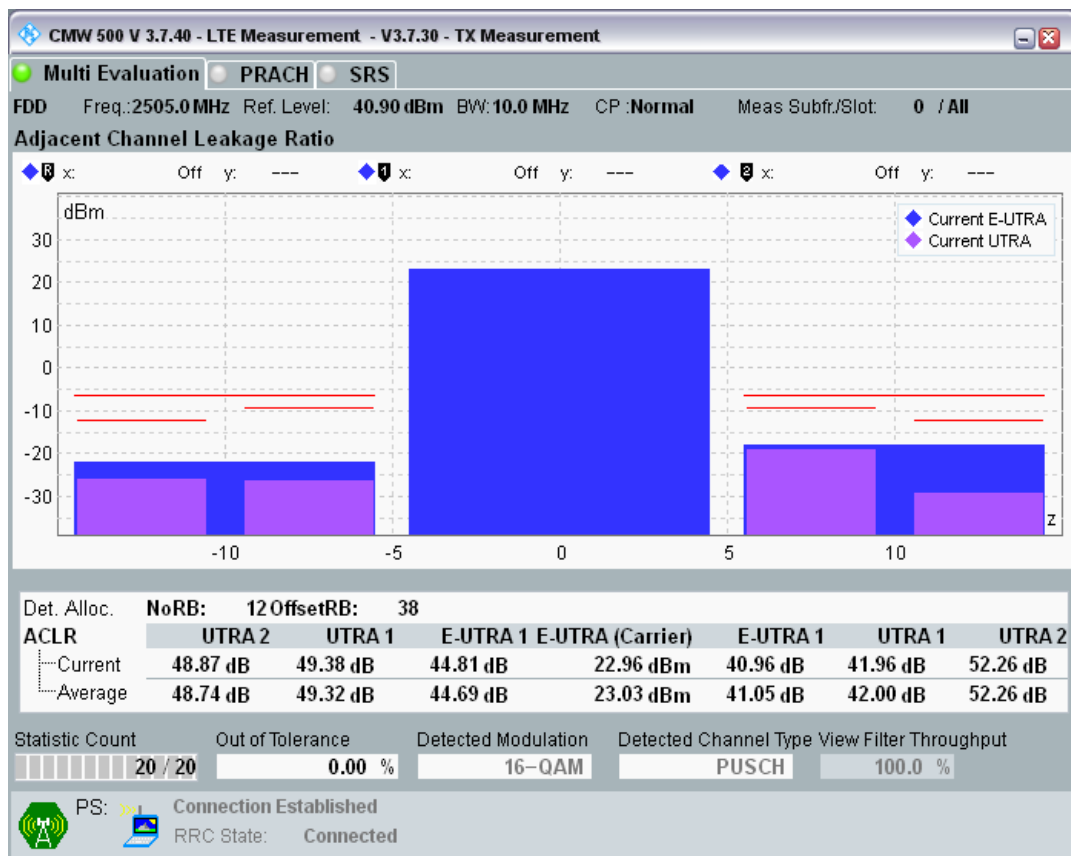 CMW 500 V 3.7.40 - LTE Measurement - V3.7.30 - TX Measurement
Multi Evaluation PRACH SRS
FDD Freq.:2505.0 MHz Ref. Level: 40.90 dBm BW:10.0 MHz CP :Normal Meas Subfr./Slot: 0 / All
Adjacent Channel Leakage Ratio
R x: Off y: --- 1 x: Off y: --- 2 x: Off y: ---
dBm
Current E-UTRA
Current UTRA
30
20
10
0
-10
-20
-30
z
-10 -5 0 5 10
Det. Alloc. NoRB: 12 OffsetRB: 38
ACLR UTRA 2 UTRA 1 E-UTRA 1 E-UTRA (Carrier) E-UTRA 1 UTRA 1 UTRA 2
Current 48.87 dB 49.38 dB 44.81 dB 22.96 dBm 40.96 dB 41.96 dB 52.26 dB
Average 48.74 dB 49.32 dB 44.69 dB 23.03 dBm 41.05 dB 42.00 dB 52.26 dB
Statistic Count Out of Tolerance Detected Modulation Detected Channel Type View Filter Throughput
20 / 20 0.00 % 16-QAM PUSCH 100.0 %
PS: Connection Established
RRC State: Connected